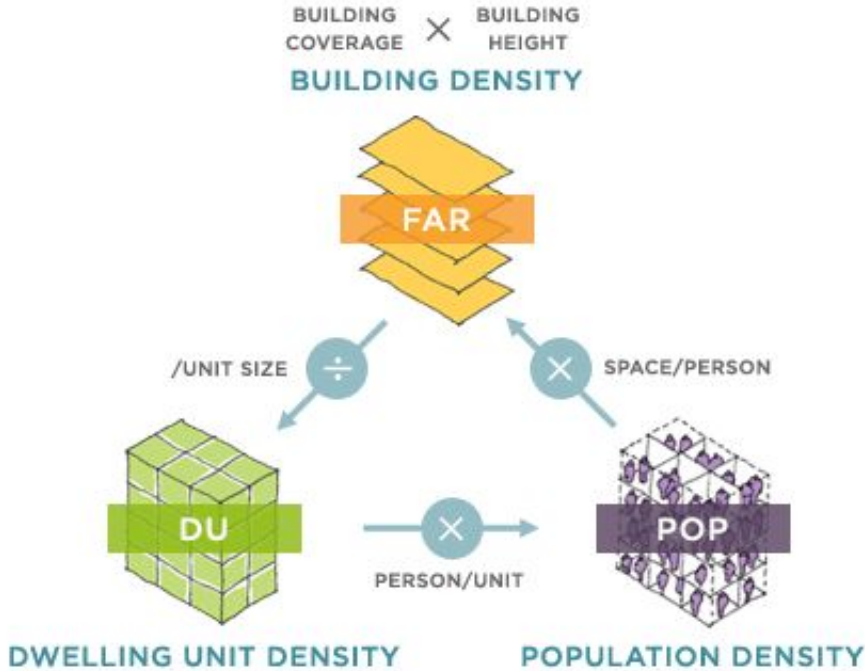 BUILDING COVERAGE × BUILDING HEIGHT
BUILDING DENSITY
FAR
/UNIT SIZE ÷
× SPACE/PERSON
DU
×
POP
PERSON/UNIT
DWELLING UNIT DENSITY
POPULATION DENSITY